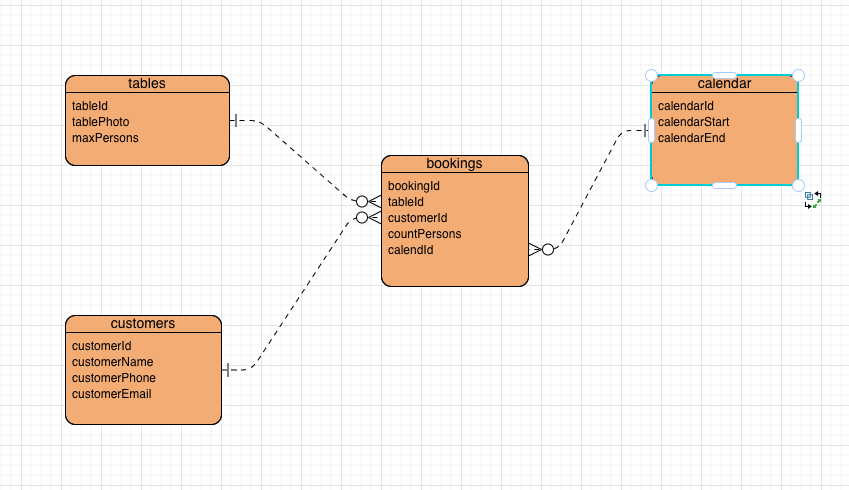 tables
tableId
tablePhoto
maxPersons
customers
customerId
customerName
customerPhone
customerEmail
bookings
bookingId
tableId
customerId
countPersons
calendId
calendar
calendarId
calendarStart
calendarEnd